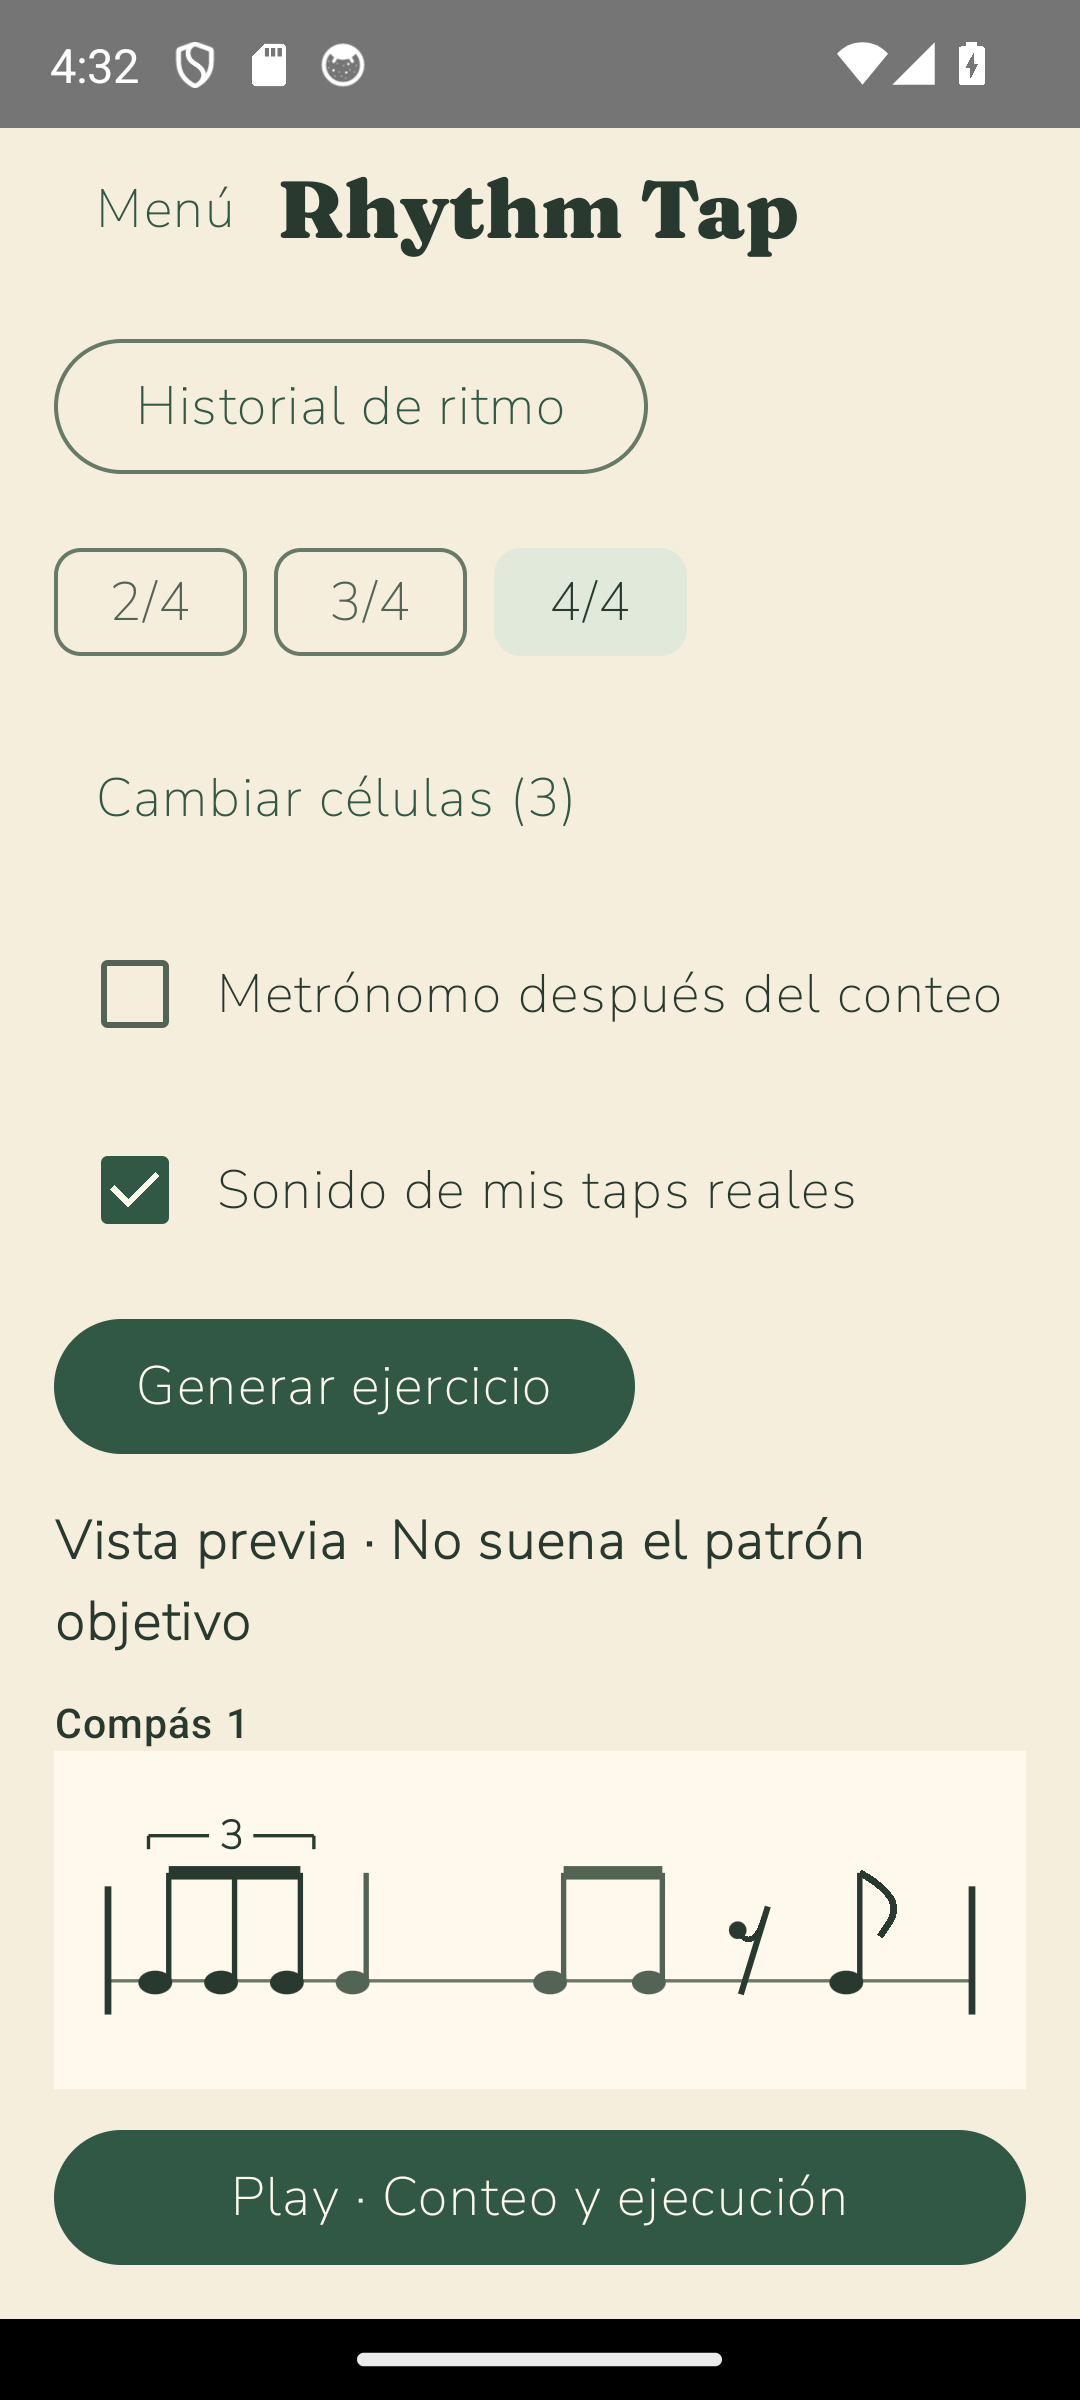 4:32
Menú Rhythm Tap
Historial de ritmo
2/4 3/4 4/4
Cambiar células (3)
Metrónomo después del conteo
Sonido de mis taps reales
Generar ejercicio
Vista previa · No suena el patrón
objetivo
Compás 1
3
Play · Conteo y ejecución